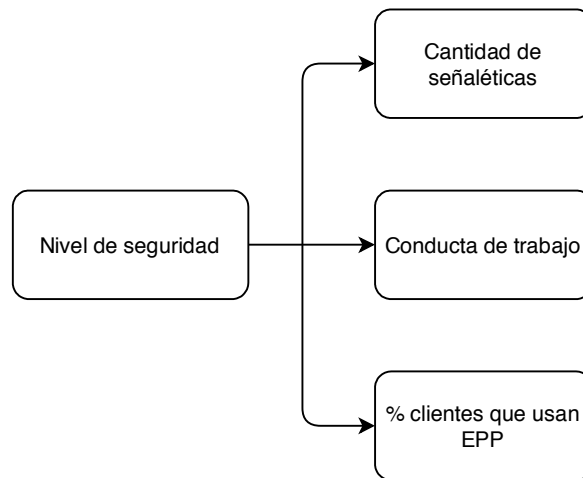 Cantidad de
señaléticas
Nivel de seguridad
Conducta de trabajo
% clientes que usan
EPP